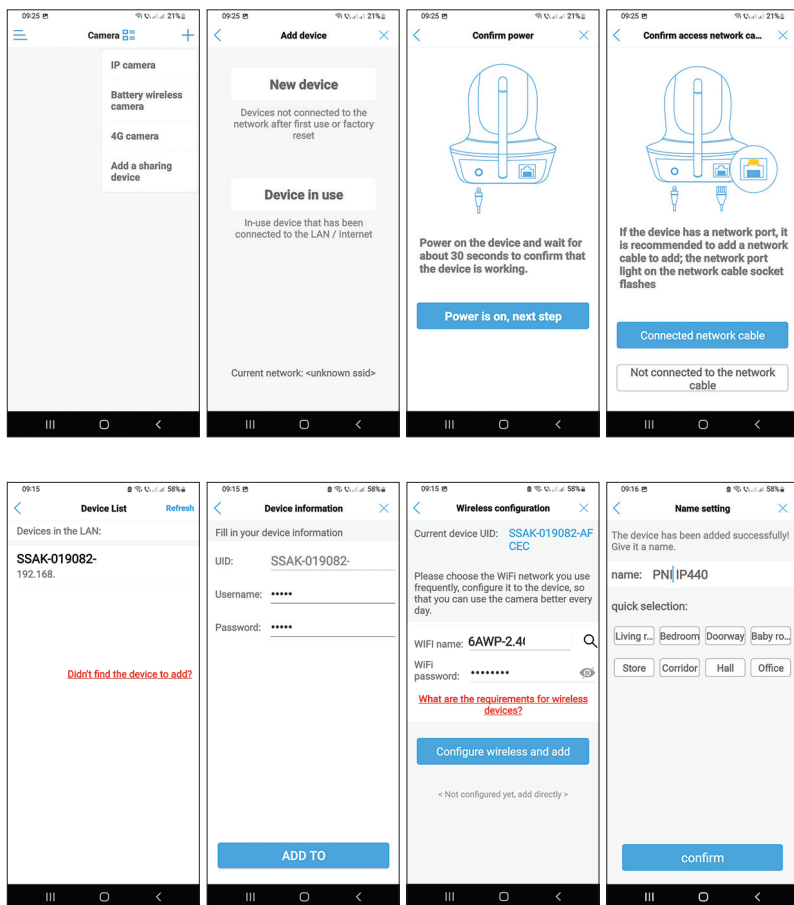 09:25 21%
Camera
IP camera
Battery wireless
camera
4G camera
Add a sharing
device
09:25 21%
Add device
New device
Devices not connected to the
network after first use or factory
reset
Device in use
In-use device that has been
connected to the LAN / Internet
Current network: <unknown ssid>
09:25 21%
Confirm power
Power on the device and wait for
about 30 seconds to confirm that
the device is working.
Power is on, next step
09:25 21%
Confirm access network ca...
If the device has a network port, it
is recommended to add a network
cable to add; the network port
light on the network cable socket
flashes
Connected network cable
Not connected to the network
cable
09:15 58%
Device List Refresh
Devices in the LAN:
SSAK-019082-
192.168.
Didn't find the device to add?
09:15 58%
Device information
Fill in your device information
UID: SSAK-019082-
Username: •••••
Password: •••••
ADD TO
09:15 58%
Wireless configuration
Current device UID: SSAK-019082-AF
CEC
Please choose the WiFi network you use
frequently, configure it to the device, so
that you can use the camera better every
day.
WIFI name: 6AWP-2.4(
WiFi
password: ••••••••
What are the requirements for wireless
devices?
Configure wireless and add
< Not configured yet, add directly >
09:16 58%
Name setting
The device has been added successfully!
Give it a name.
name: PNI IP440
quick selection:
Living r... Bedroom Doorway Baby ro...
Store Corridor Hall Office
confirm